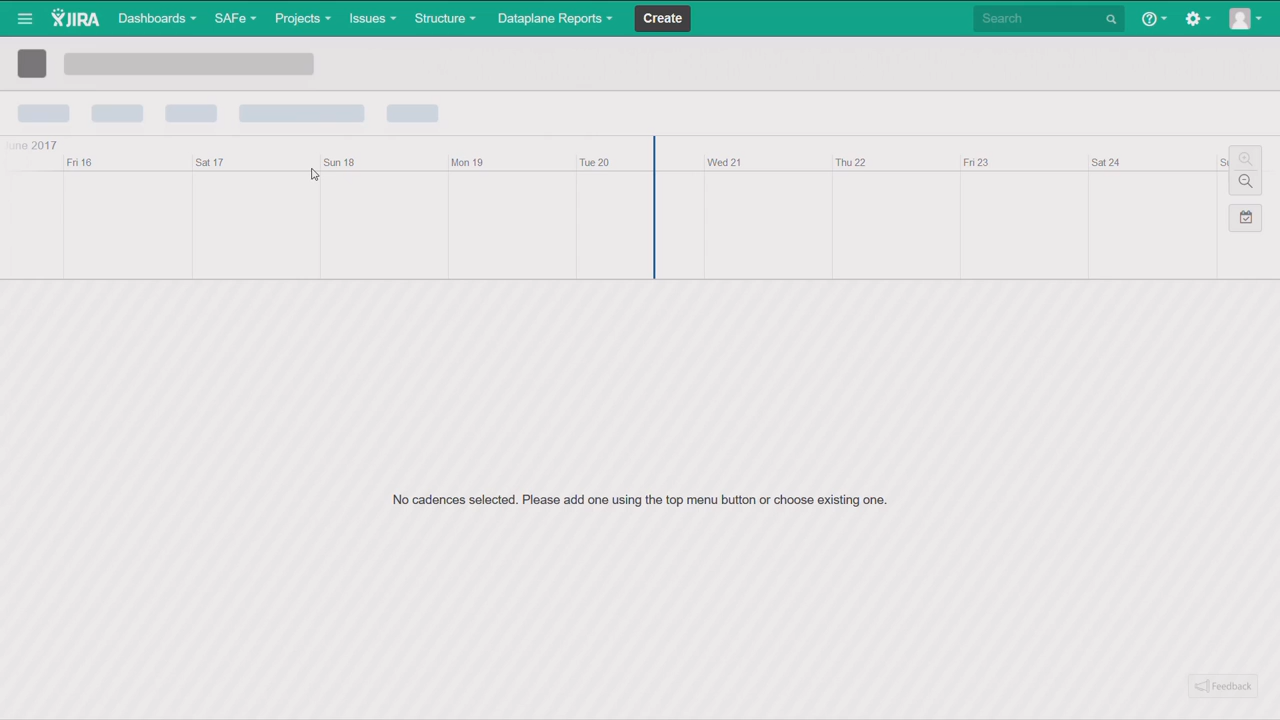 JIRA Dashboards SAFe Projects Issues Structure Dataplane Reports Create Search
June 2017
Fri 16 Sat 17 Sun 18 Mon 19 Tue 20 Wed 21 Thu 22 Fri 23 Sat 24
No cadences selected. Please add one using the top menu button or choose existing one.
Feedback